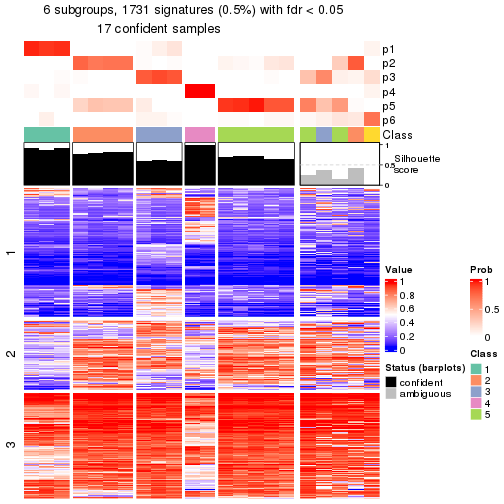 6 subgroups, 1731 signatures (0.5%) with fdr < 0.05
17 confident samples
p1
p2
p3
p4
p5
p6
Class
1
0.5
0
Silhouette
score
1
2
3
Value
1
0.8
0.6
0.4
0.2
0
Status (barplots)
confident
ambiguous
Prob
1
0.5
0
Class
1
2
3
4
5